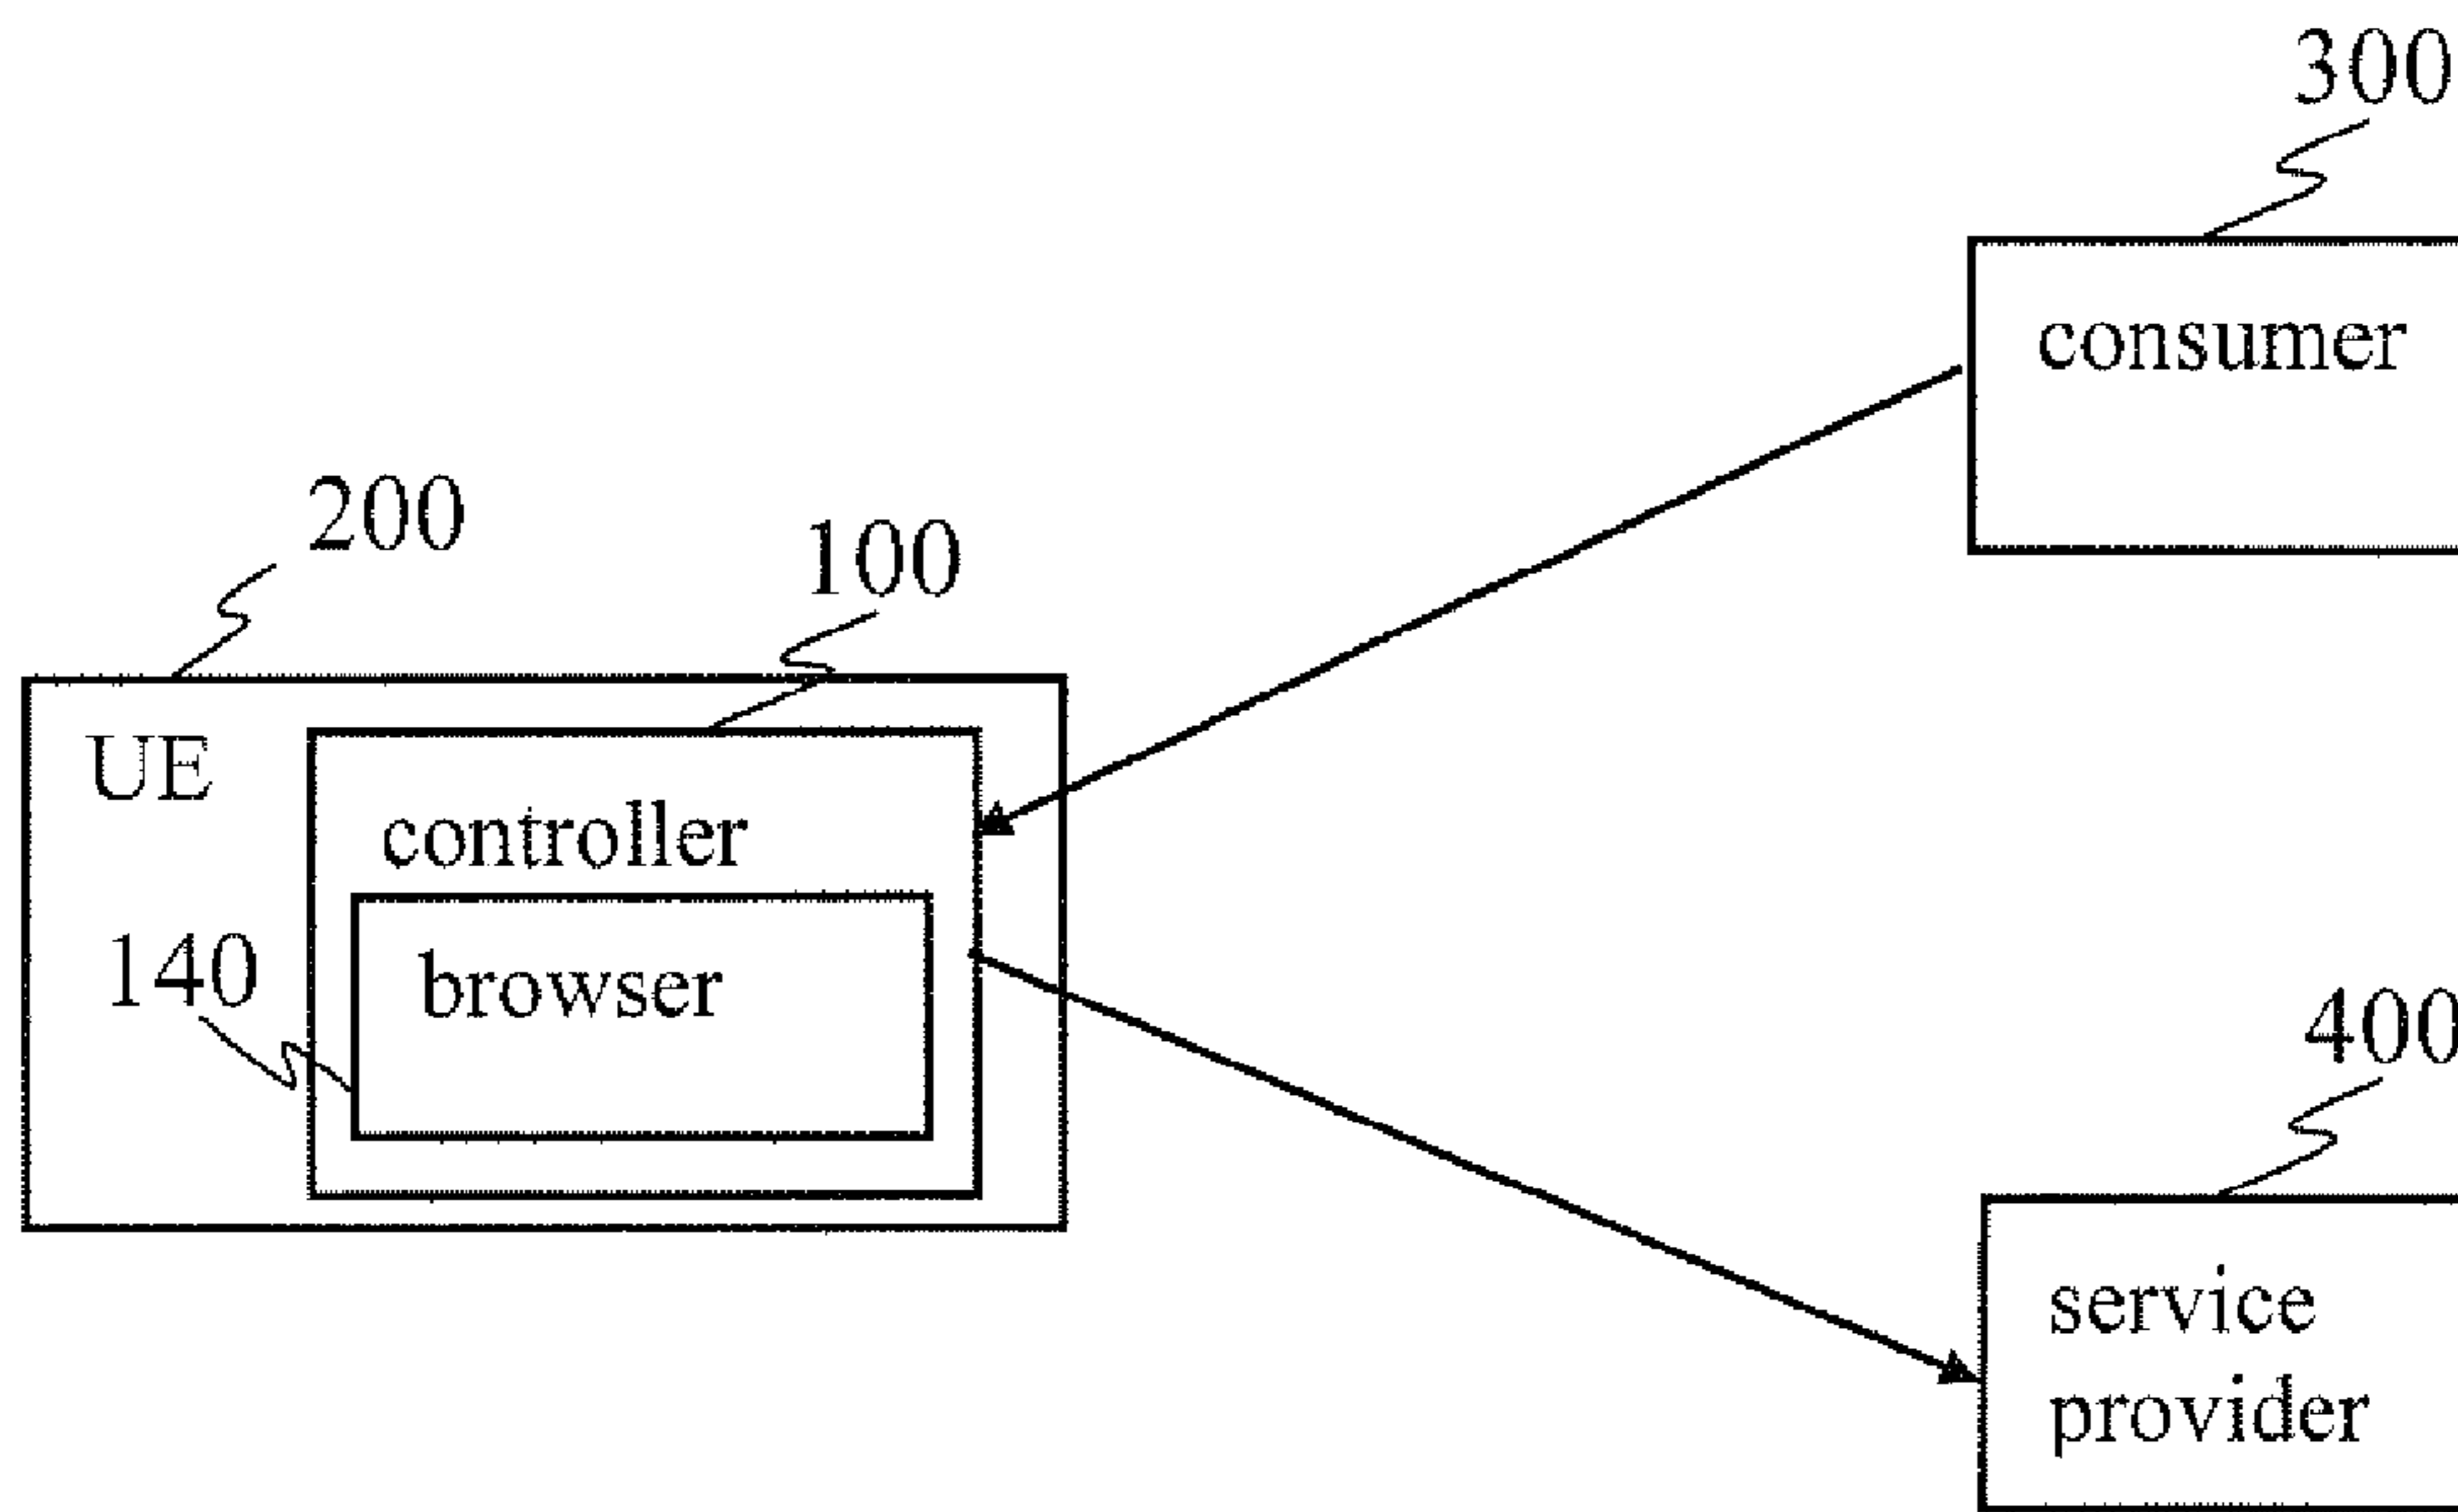 300
consumer
200
100
UE
controller
140
browser
400
service
provider